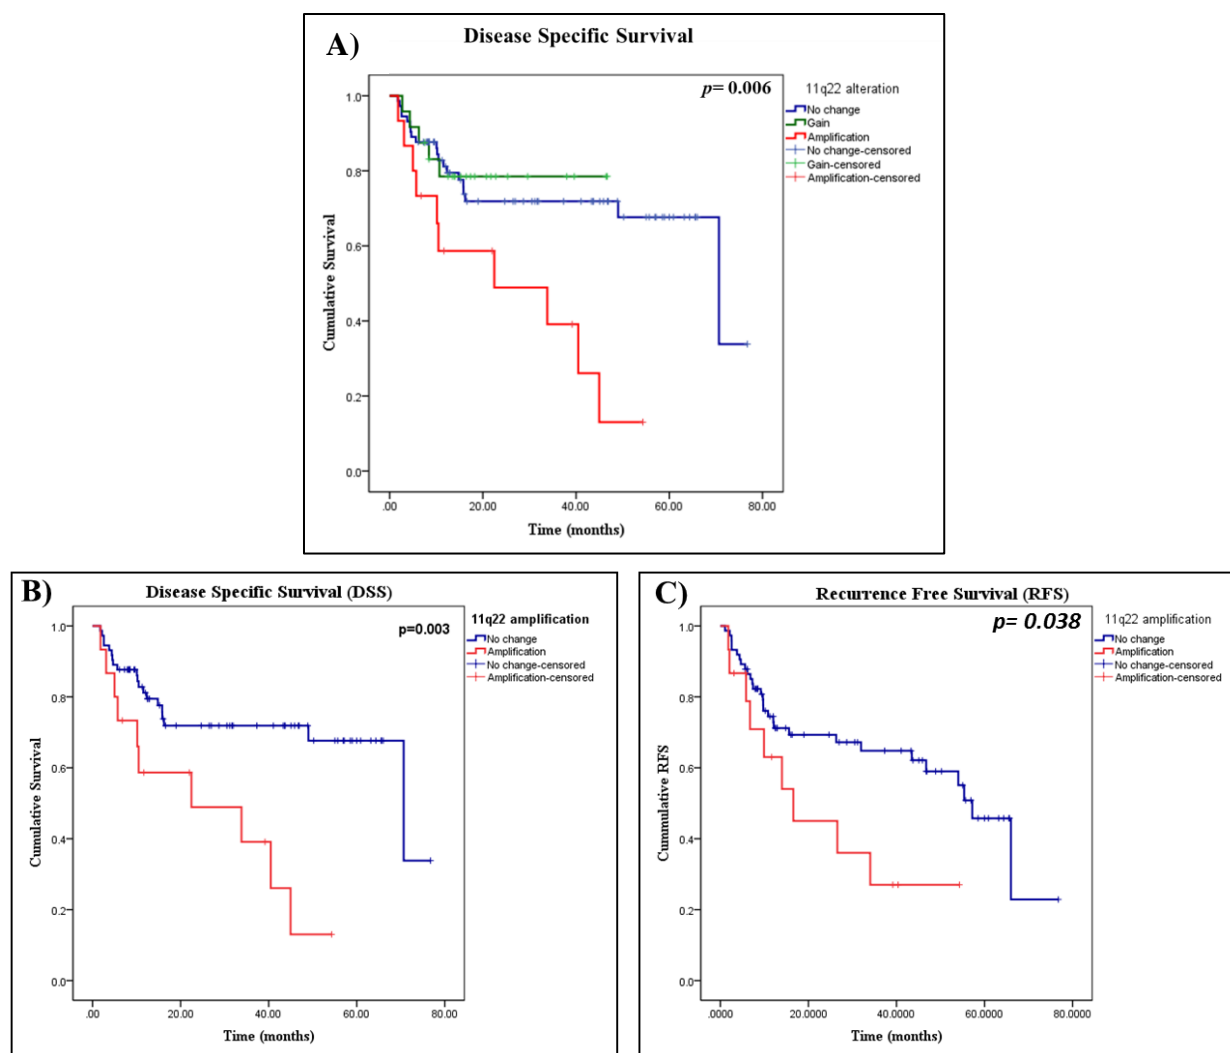 A)
Disease Specific Survival
p= 0.006
11q22 alteration
No change
Gain
Amplification
No change-censored
Gain-censored
Amplification-censored
1.0
0.8
0.6
0.4
0.2
0.0
Cumulative Survival
.00 20.00 40.00 60.00 80.00
Time (months)
B)
Disease Specific Survival (DSS)
p=0.003
11q22 amplification
No change
Amplification
No change-censored
Amplification-censored
1.0
0.8
0.6
0.4
0.2
0.0
Cumulative Survival
.00 20.00 40.00 60.00 80.00
Time (months)
C)
Recurrence Free Survival (RFS)
p= 0.038
11q22 amplification
No change
Amplification
No change-censored
Amplification-censored
1.0
0.8
0.6
0.4
0.2
0.0
Cummulative RFS
.0000 20.0000 40.0000 60.0000 80.0000
Time (months)